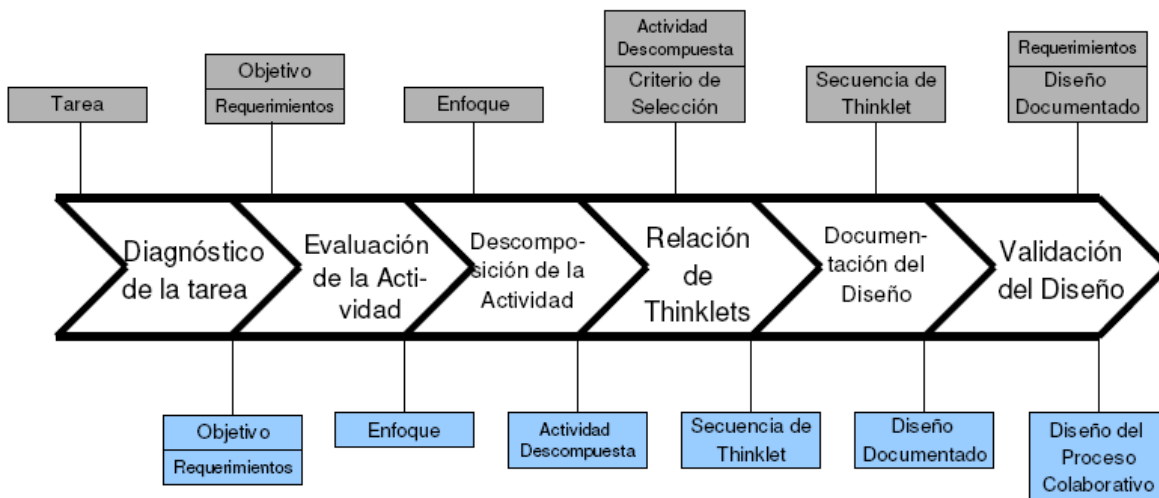 Tarea
Objetivo
Requerimientos
Enfoque
Actividad
Descompuesta
Criterio de
Selección
Secuencia de
Thinklet
Requerimientos
Diseño
Documentado
Diagnóstico
de la tarea
Evaluación
de la Acti-
vidad
Descompo-
sición de la
Actividad
Relación
de
Thinklets
Documen-
tación del
Diseño
Validación
del Diseño
Objetivo
Requerimientos
Enfoque
Actividad
Descompuesta
Secuencia de
Thinklet
Diseño
Documentado
Diseño del
Proceso
Colaborativo